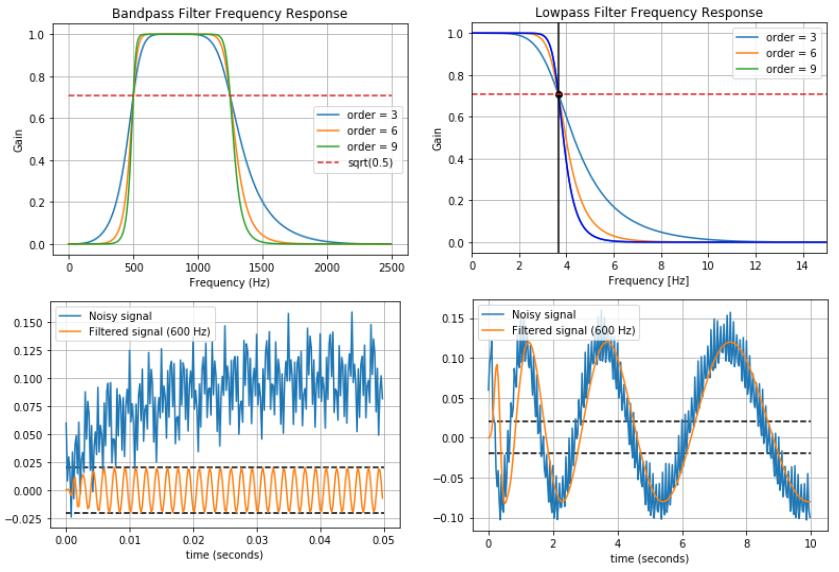 Bandpass Filter Frequency Response
1.0
0.8
0.6
0.4
0.2
0.0
Gain
order = 3
order = 6
order = 9
sqrt(0.5)
0
500
1000
1500
2000
2500
Frequency (Hz)
Lowpass Filter Frequency Response
1.0
0.8
0.6
0.4
0.2
0.0
Gain
order = 3
order = 6
order = 9
0
2
4
6
8
10
12
14
Frequency [Hz]
0.150
0.125
0.100
0.075
0.050
0.025
0.000
−0.025
Noisy signal
Filtered signal (600 Hz)
0.00
0.01
0.02
0.03
0.04
0.05
time (seconds)
0.15
0.10
0.05
0.00
−0.05
−0.10
Noisy signal
Filtered signal (600 Hz)
0
2
4
6
8
10
time (seconds)